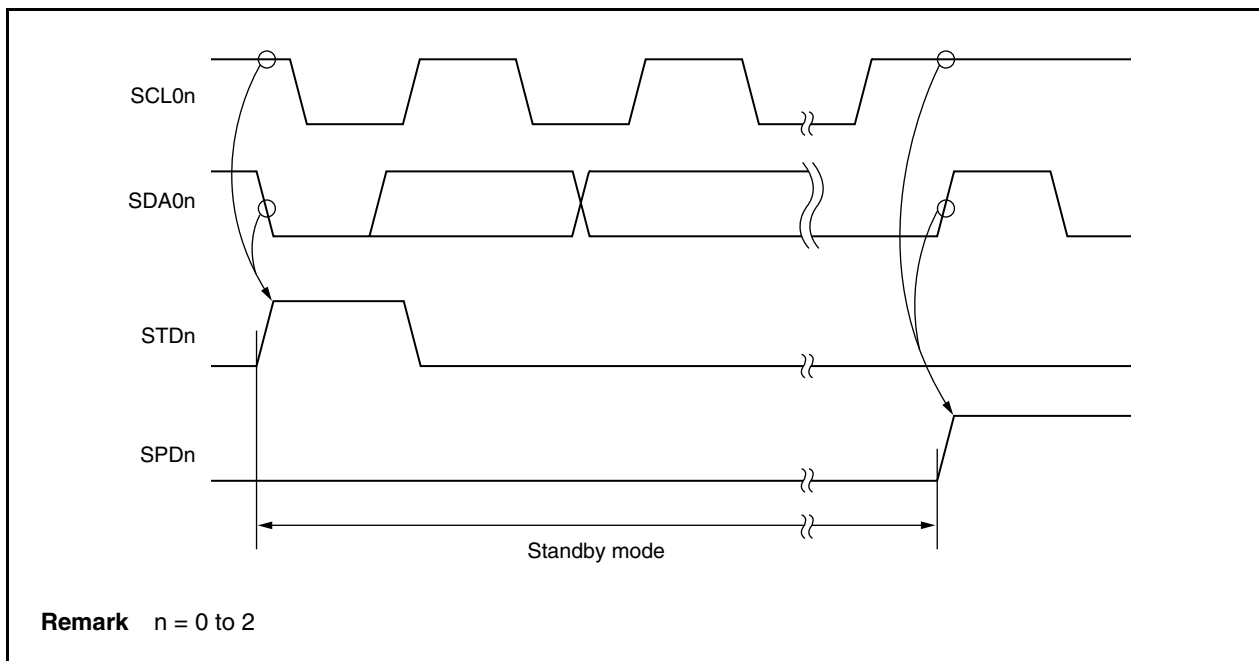 SCL0n
SDA0n
STDn
SPDn
Standby mode
Remark n = 0 to 2